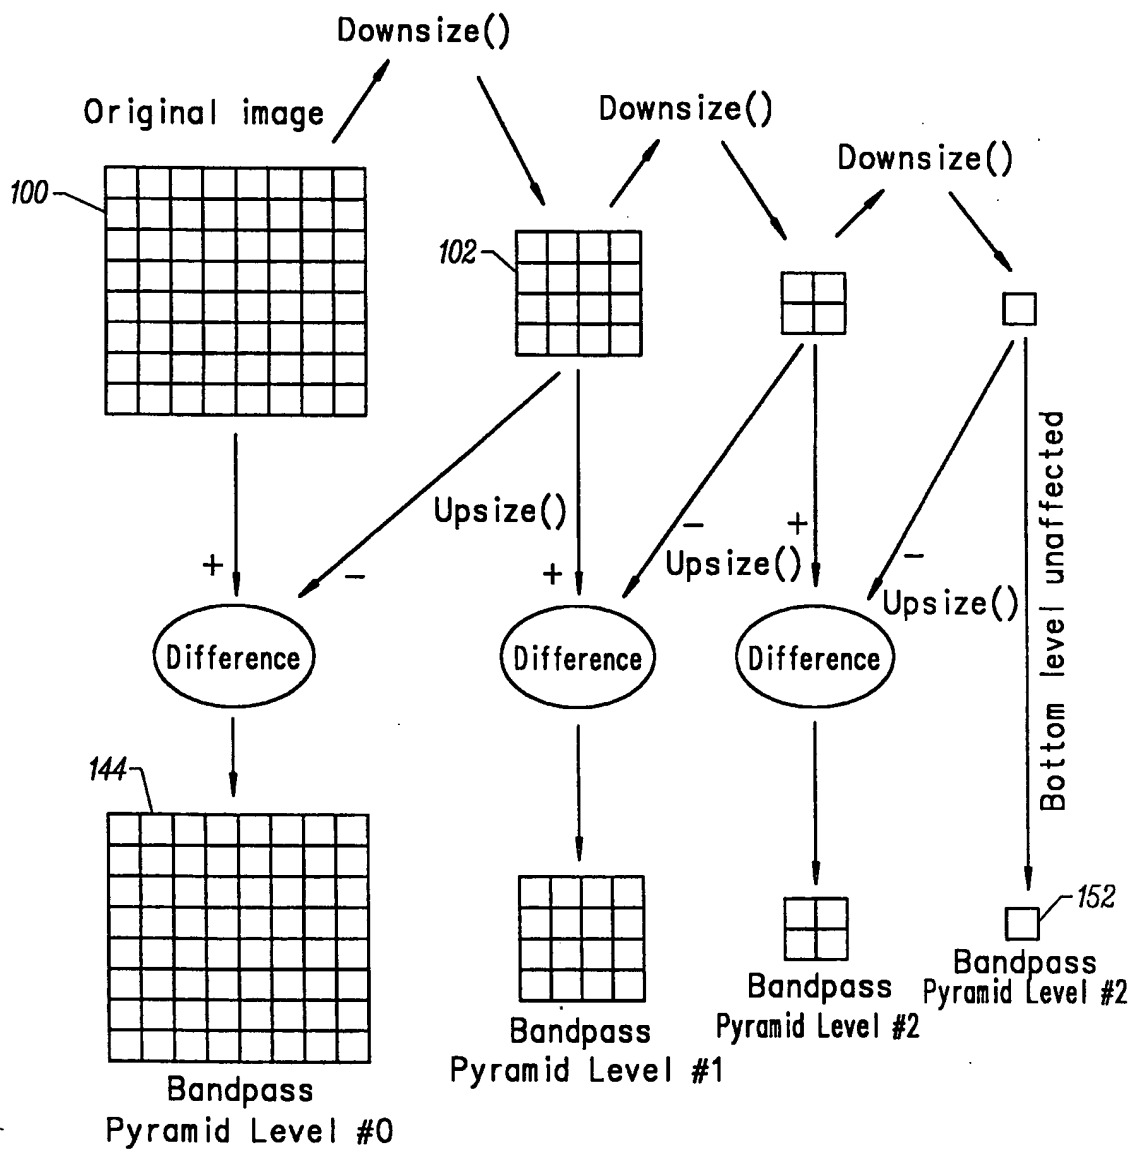 Downsize()
Original image
Downsize()
Downsize()
100
102
Upsize()
+
-
+
-
Upsize()
+
-
Upsize()
Bottom level unaffected
Difference
Difference
Difference
144
152
Bandpass
Pyramid Level #0
Bandpass
Pyramid Level #1
Bandpass
Pyramid Level #2
Bandpass
Pyramid Level #2